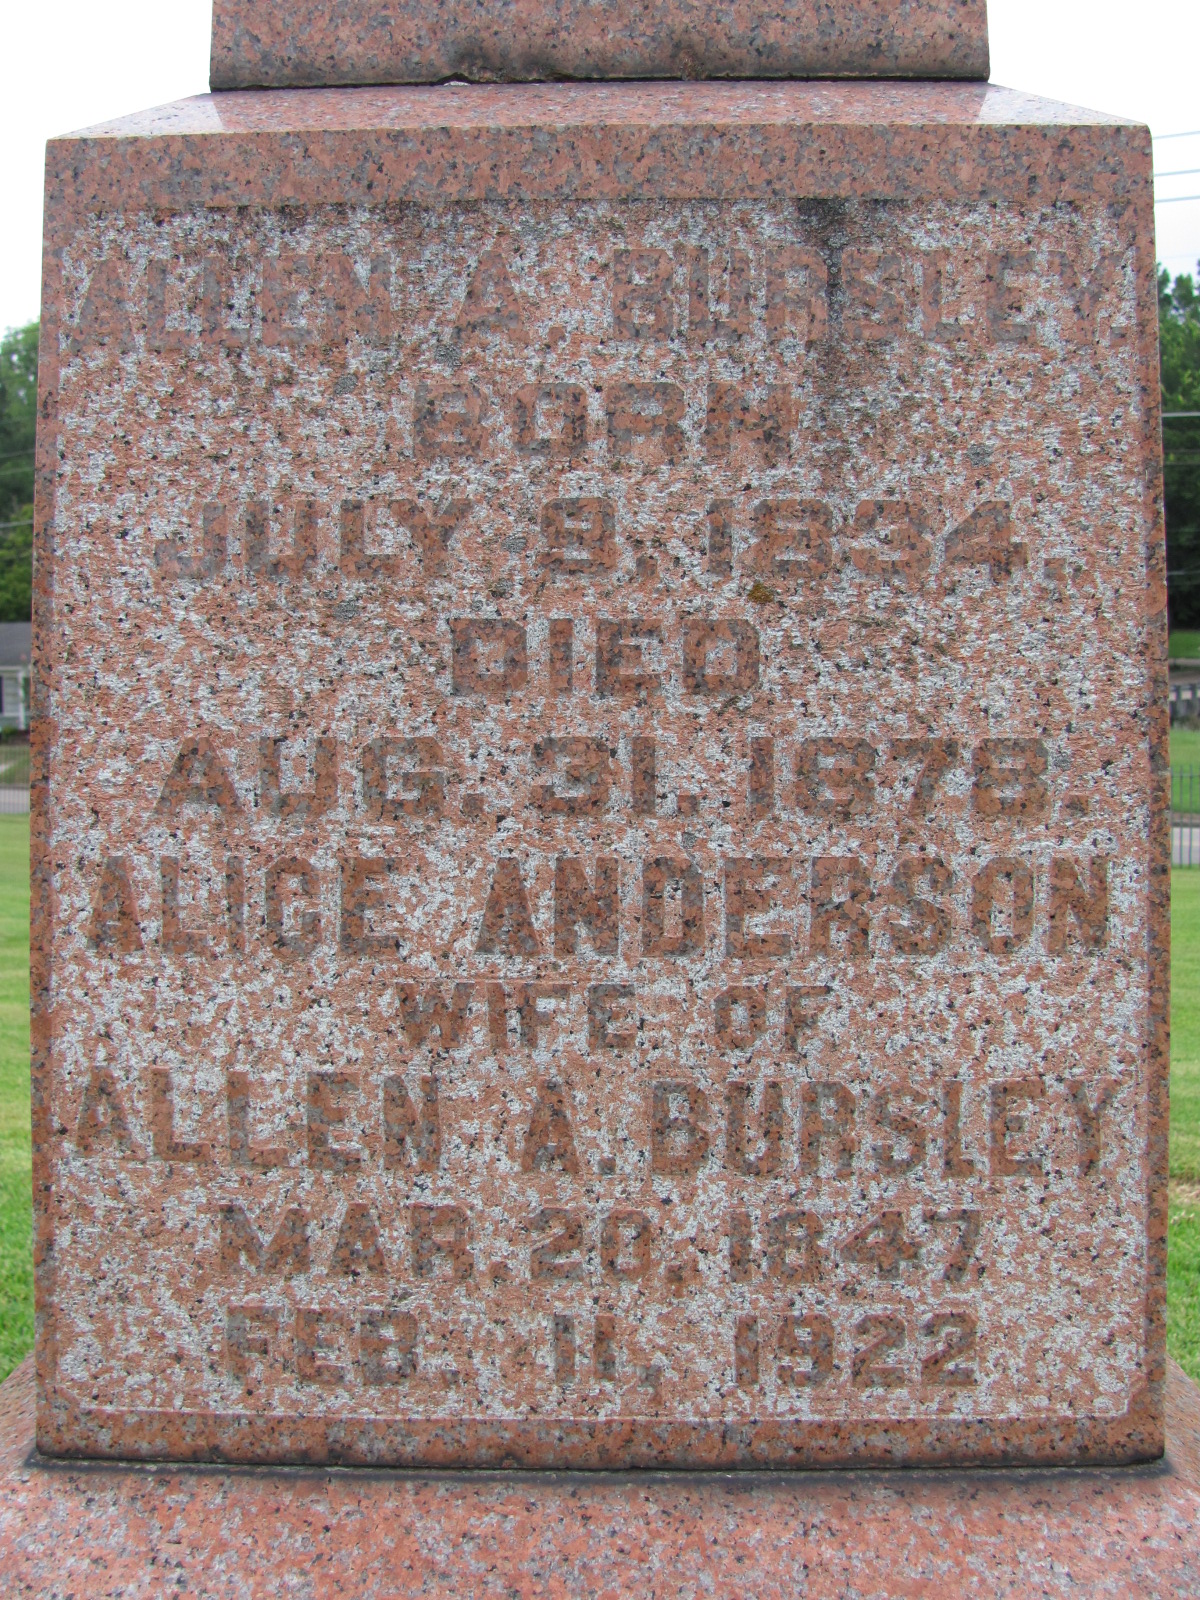 ALLEN A. BURSLEY.
BORN
JULY 9, 1834.
DIED
AUG. 31. 1878.
ALICE ANDERSON
WIFE OF
ALLEN A. BURSLEY
MAR. 20, 1847
FEB. 11, 1922